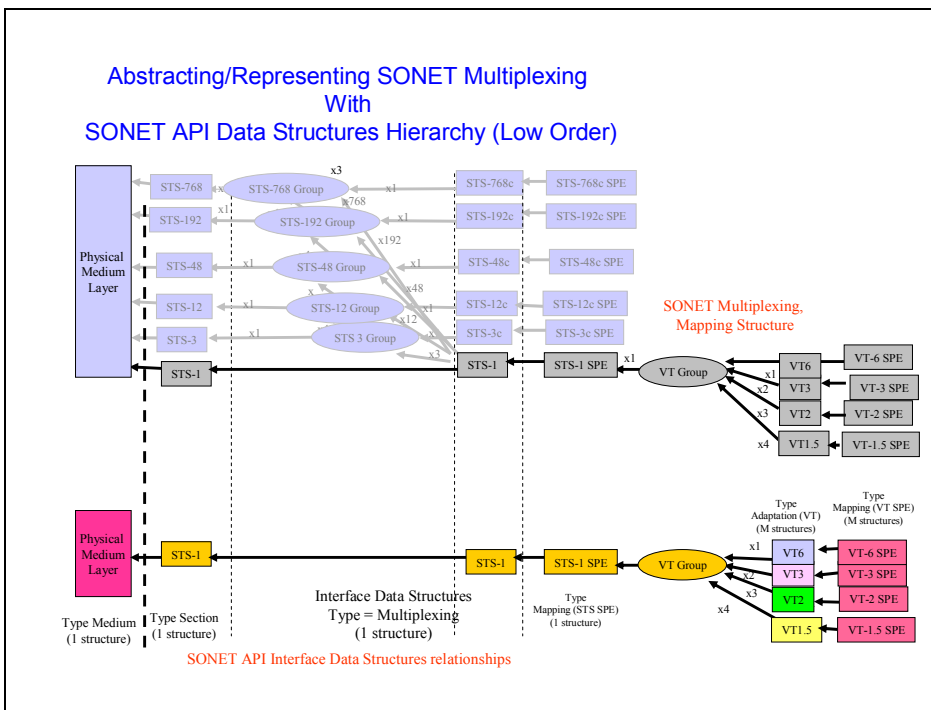 Abstracting/Representing SONET Multiplexing
With
SONET API Data Structures Hierarchy (Low Order)
x3
STS-768 x STS-768 Group x1 STS-768c STS-768c SPE
x768
STS-192 x1 STS-192 Group x1 STS-192c STS-192c SPE
x192
Physical
Medium
Layer
STS-48 x1 STS-48 Group x1 STS-48c STS-48c SPE
x x48
STS-12 x1 STS-12 Group x1 STS-12c STS-12c SPE
x12
STS-3 x1 STS 3 Group x STS-3c STS-3c SPE
x3
SONET Multiplexing,
Mapping Structure
STS-1 STS-1 STS-1 SPE x1 VT Group
x1 VT6 VT-6 SPE
x2 VT3 VT-3 SPE
x3 VT2 VT-2 SPE
x4 VT1.5 VT-1.5 SPE
Type
Adaptation (VT)
(M structures)
Type
Mapping (VT SPE)
(M structures)
Physical
Medium
Layer
STS-1 STS-1 STS-1 SPE VT Group
x1 VT6 VT-6 SPE
x2 VT3 VT-3 SPE
x3 VT2 VT-2 SPE
x4 VT1.5 VT-1.5 SPE
Type Medium
(1 structure)
Type Section
(1 structure)
Interface Data Structures
Type = Multiplexing
(1 structure)
Type
Mapping (STS SPE)
(1 structure)
SONET API Interface Data Structures relationships